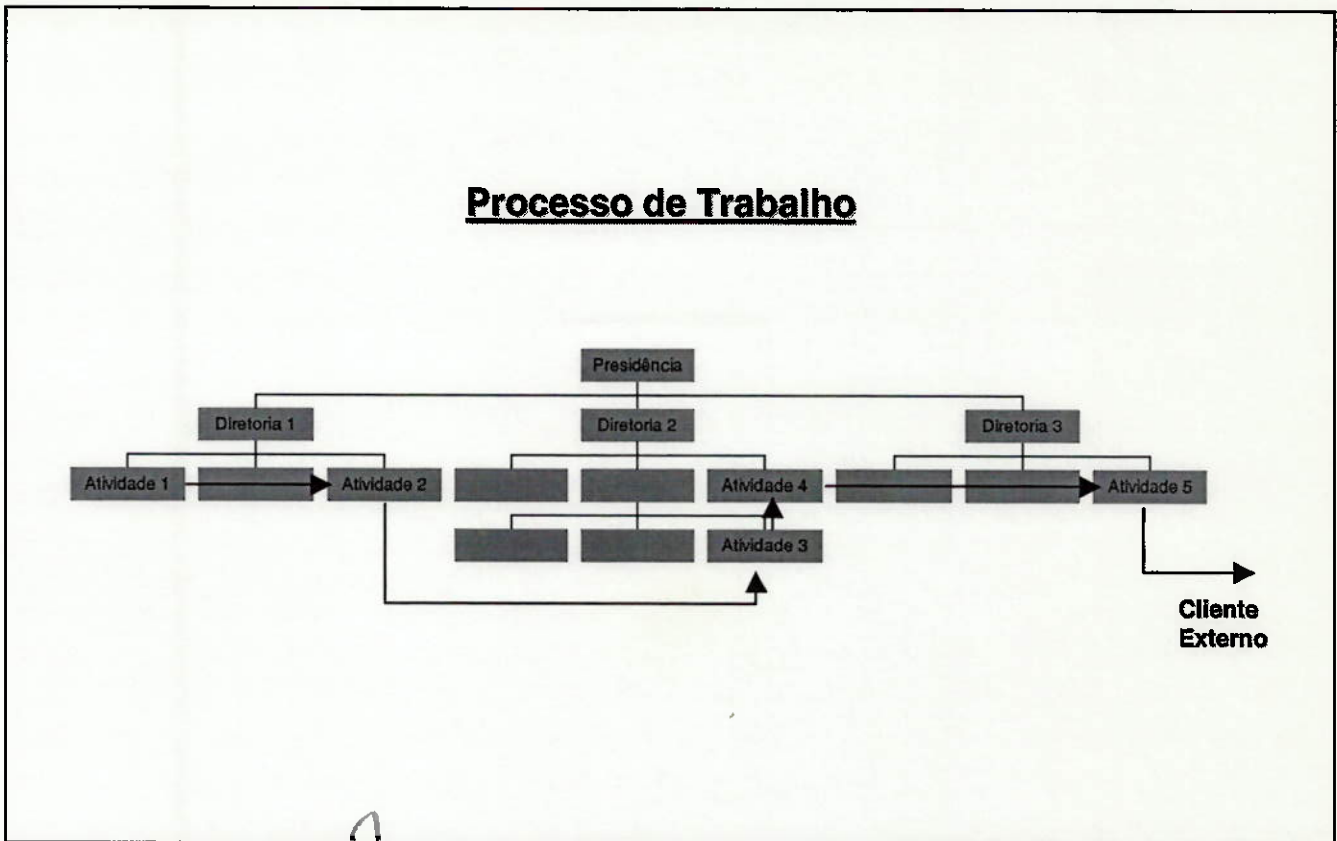 Processo de Trabalho
Presidência
Diretoria 1
Diretoria 2
Diretoria 3
Atividade 1
Atividade 2
Atividade 4
Atividade 5
Atividade 3
Cliente
Externo